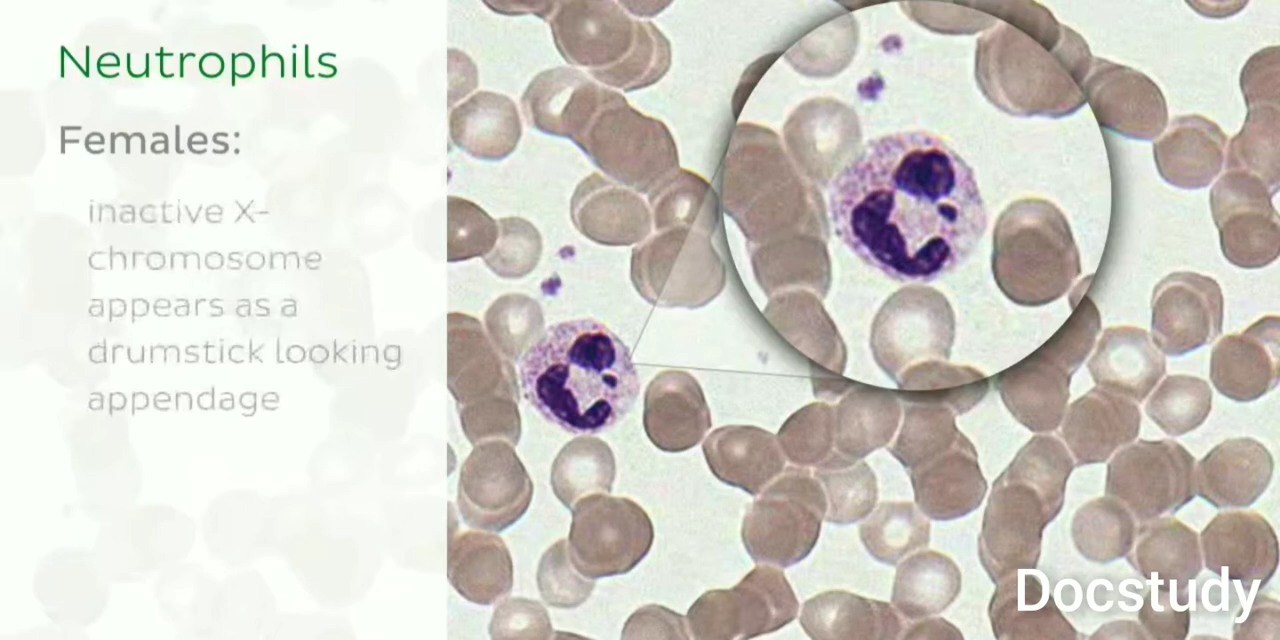 Neutrophils
Females:
inactive X-
chromosome
appears as a
drumstick looking
appendage
Docstudy